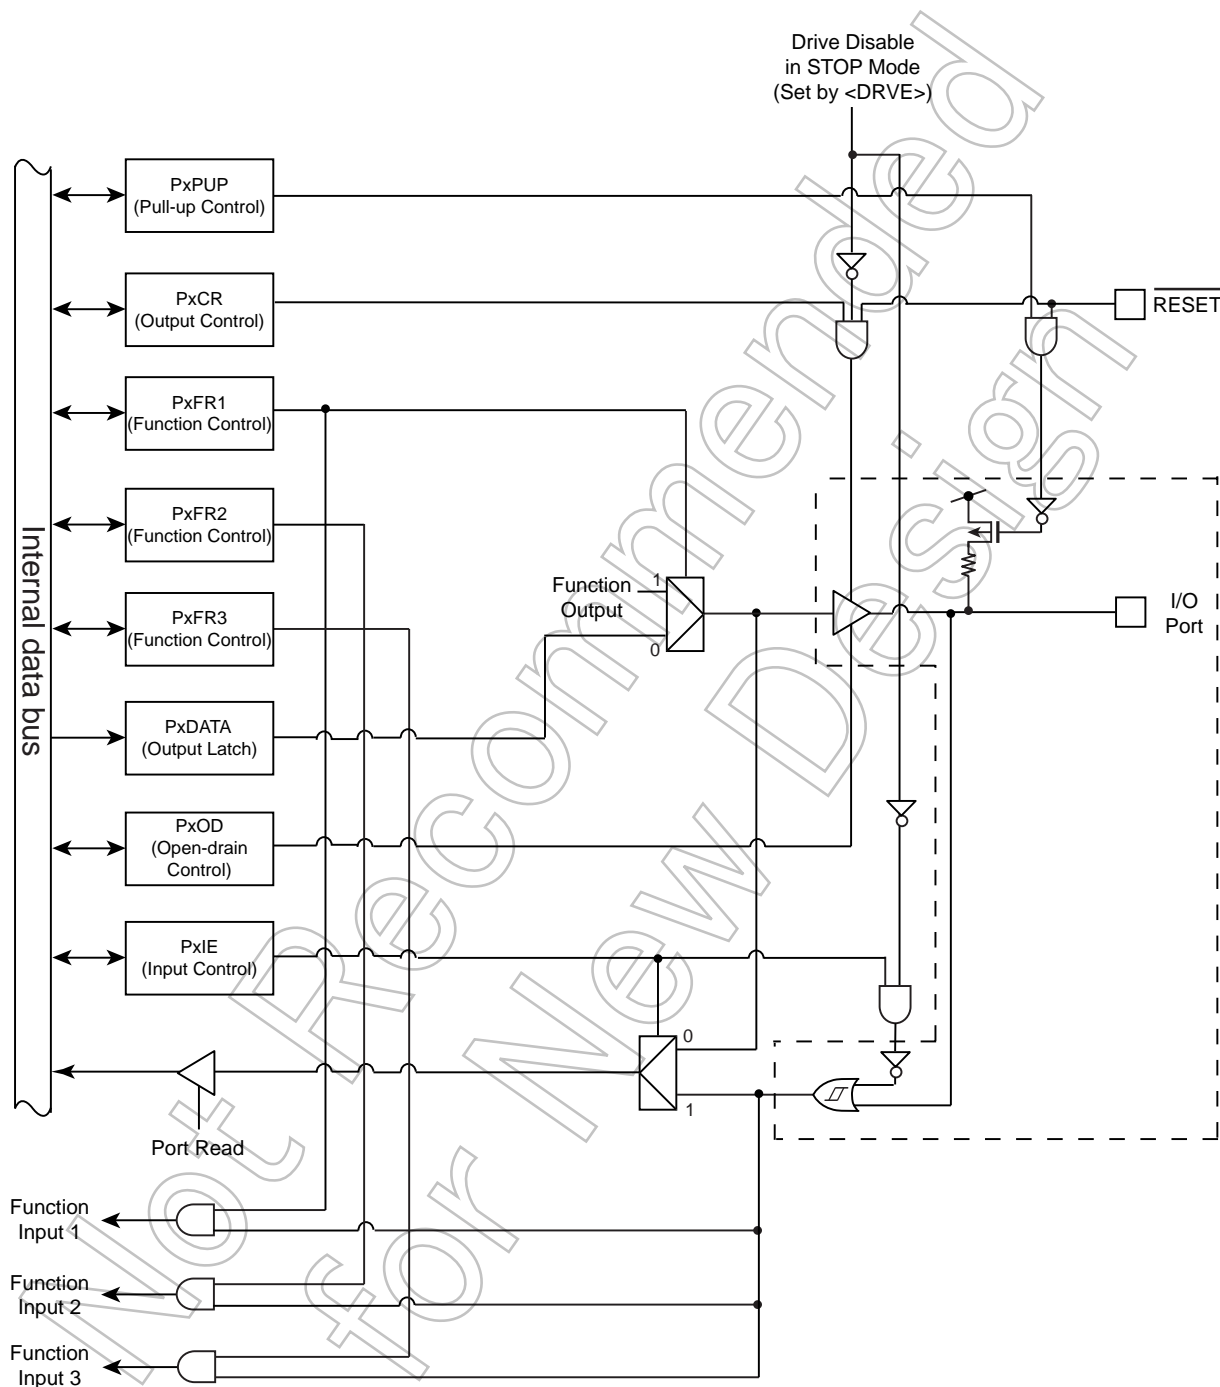 Drive Disable
in STOP Mode
(Set by <DRVE>)
PxPUP
(Pull-up Control)
PxCR
(Output Control)
RESET
PxFR1
(Function Control)
PxFR2
(Function Control)
Internal data bus
Function
Output
1
0
I/O
Port
PxFR3
(Function Control)
PxDATA
(Output Latch)
PxOD
(Open-drain
Control)
PxIE
(Input Control)
0
1
Port Read
Function
Input 1
Function
Input 2
Function
Input 3
Not Recommended
for New Design